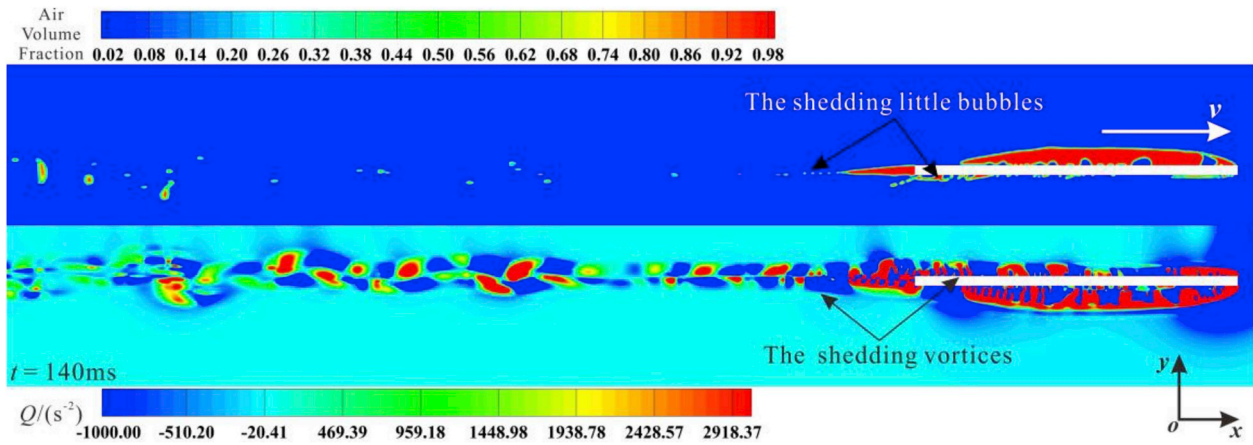 Air
Volume
Fraction
0.02 0.08 0.14 0.20 0.26 0.32 0.38 0.44 0.50 0.56 0.62 0.68 0.74 0.80 0.86 0.92 0.98
The shedding little bubbles
v
The shedding vortices
t = 140ms
y
o
x
Q/(s⁻²)
-1000.00 -510.20 -20.41 469.39 959.18 1448.98 1938.78 2428.57 2918.37